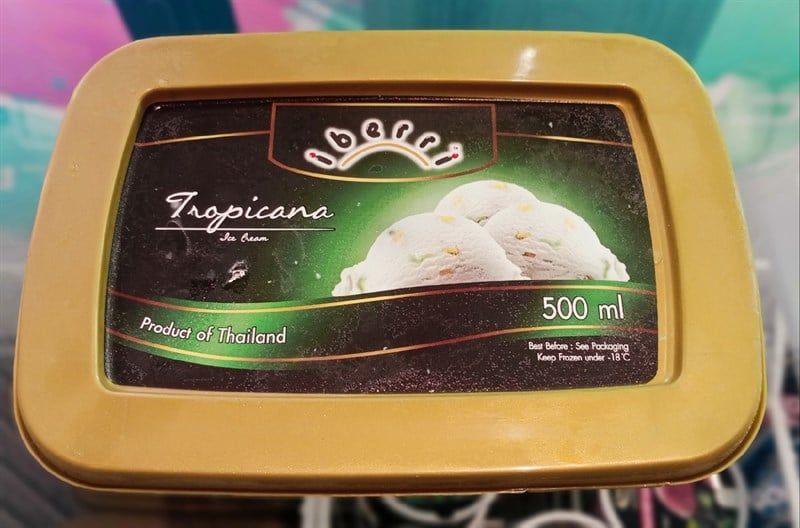 iberri
Tropicana
Ice Cream
500 ml
Product of Thailand
Best Before : See Packaging
Keep Frozen under -18°C